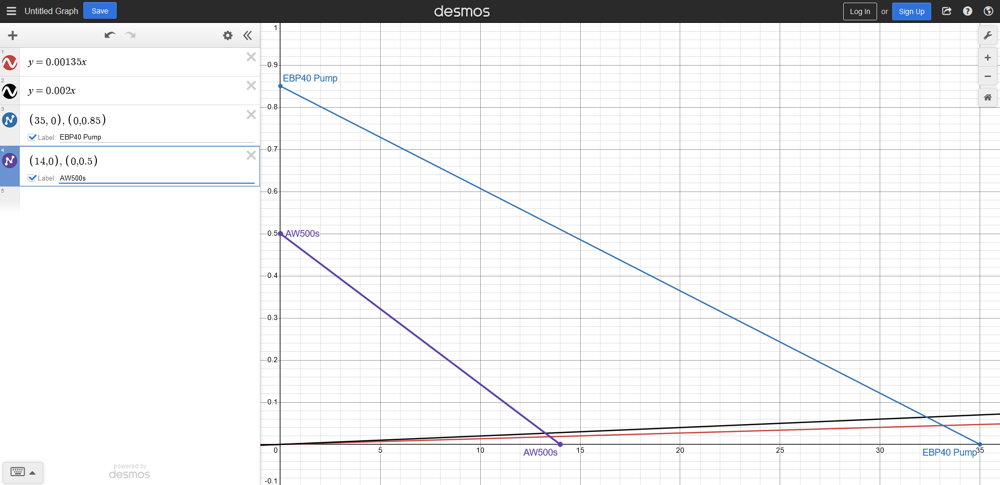 Untitled Graph Save desmos Log In or Sign Up
1
y = 0.00135x
2
y = 0.002x
3
(35, 0), (0,0.85)
Label: EBP40 Pump
4
(14,0), (0,0.5)
Label: AW500s
5
powered by
desmos
1
0.9
EBP40 Pump
0.8
0.7
0.6
0.5 AW500s
0.4
0.3
0.2
0.1
0 5 10 15 20 25 30 35
AW500s EBP40 Pump
-0.1